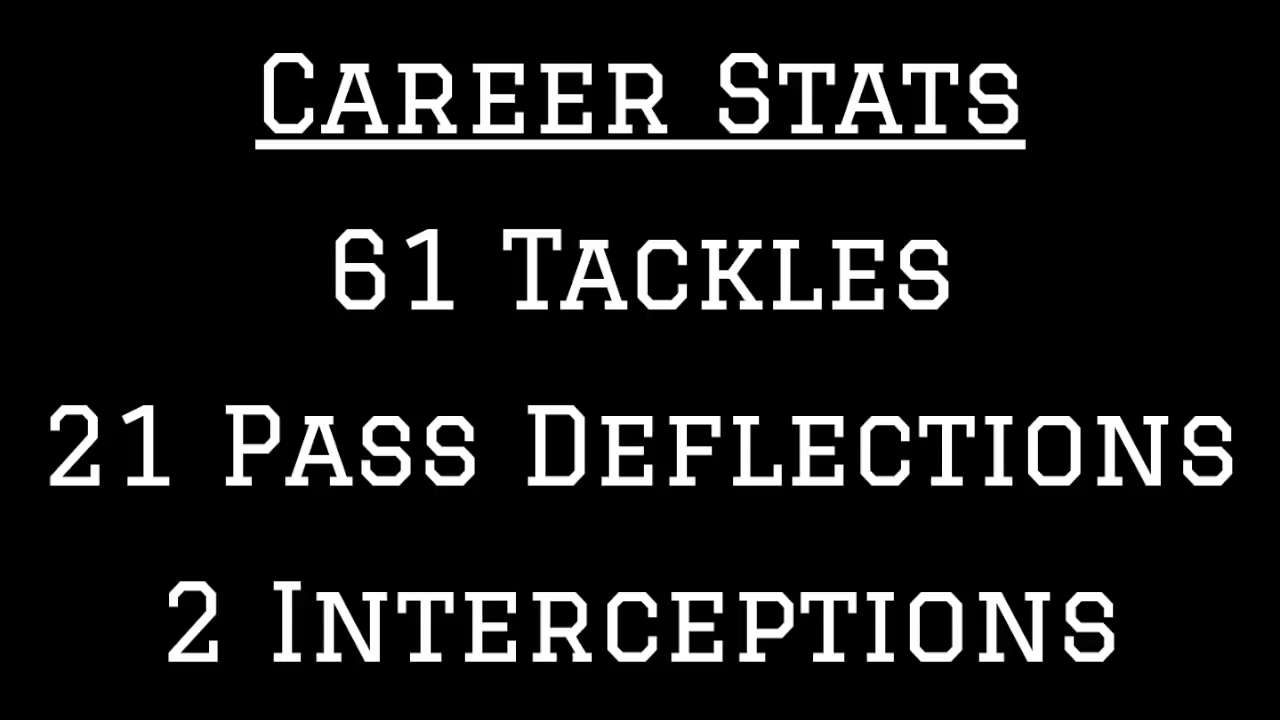 Career Stats
61 Tackles
21 Pass Deflections
2 Interceptions